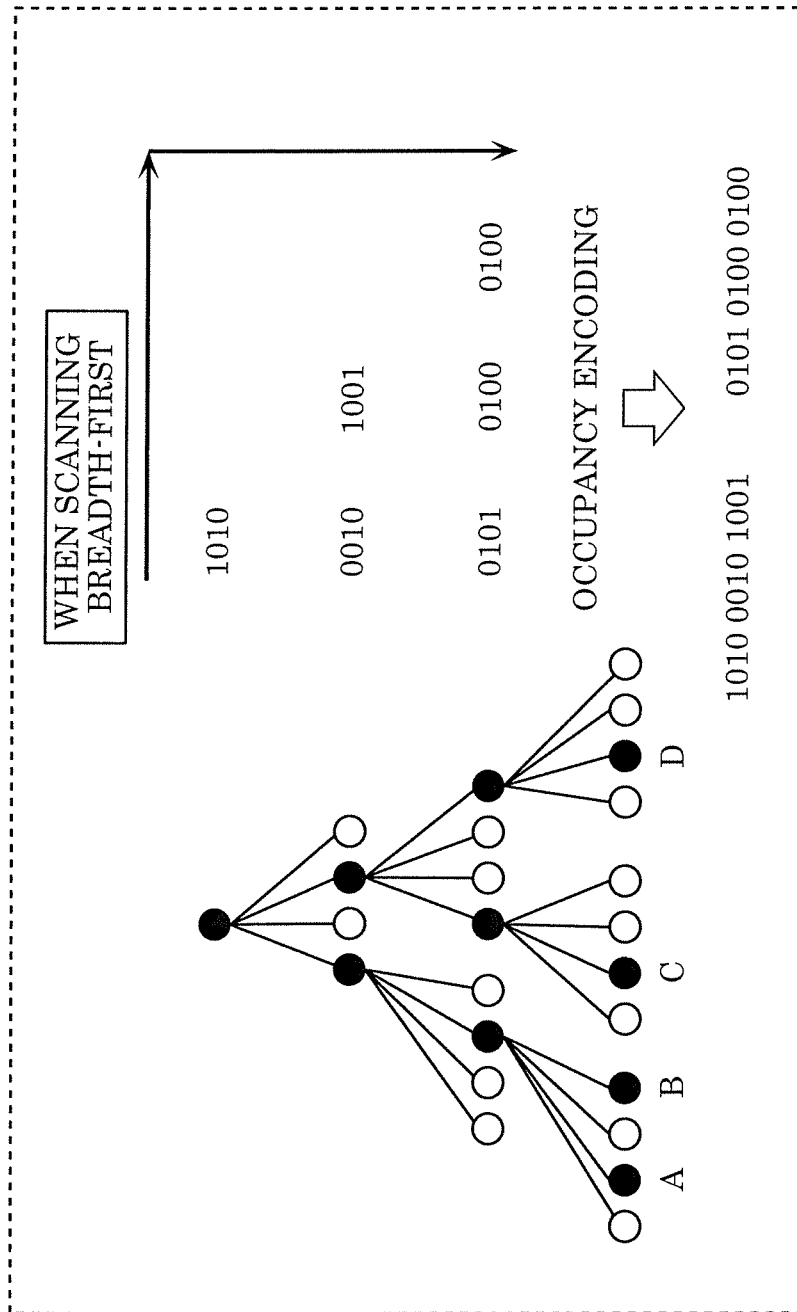 WHEN SCANNING
BREADTH-FIRST
1010
0010 1001
0101 0100 0100
A B C D
OCCUPANCY ENCODING
1010 0010 1001 0101 0100 0100